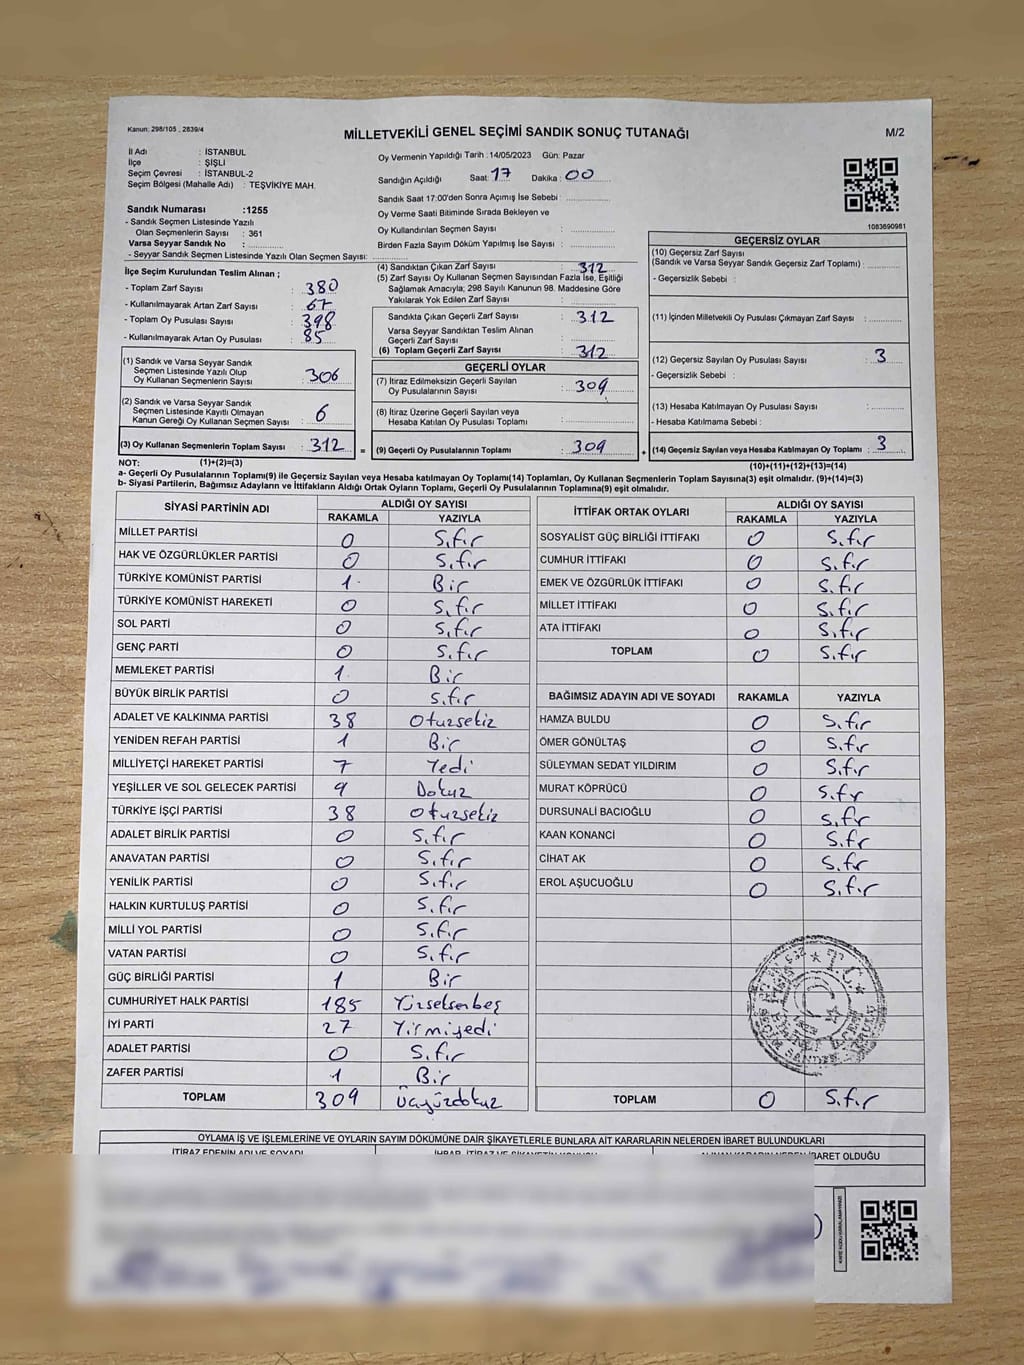 Kanun: 298/105 , 2839/4
MİLLETVEKİLİ GENEL SEÇİMİ SANDIK SONUÇ TUTANAĞI
M/2
İl Adı : İSTANBUL
İlçe : ŞİŞLİ
Seçim Çevresi : İSTANBUL-2
Seçim Bölgesi (Mahalle Adı) : TEŞVİKİYE MAH.
Oy Vermenin Yapıldığı Tarih :14/05/2023 Gün: Pazar
Sandığın Açıldığı Saat: 17 Dakika : 00
Sandık Saat 17:00'den Sonra Açımış İse Sebebi :
Oy Verme Saati Bitiminde Sırada Bekleyen ve
Oy Kullandırılan Seçmen Sayısı :
Birden Fazla Sayım Döküm Yapılmış İse Sayısı :
1083690981
Sandık Numarası :1255
- Sandık Seçmen Listesinde Yazılı
Olan Seçmenlerin Sayısı : 361
Varsa Seyyar Sandık No :
- Seyyar Sandık Seçmen Listesinde Yazılı Olan Seçmen Sayısı:
İlçe Seçim Kurulundan Teslim Alınan ;
- Toplam Zarf Sayısı : 380
- Kullanılmayarak Artan Zarf Sayısı : 67
- Toplam Oy Pusulası Sayısı : 398
- Kullanılmayarak Artan Oy Pusulası : 85
(1) Sandık ve Varsa Seyyar Sandık
Seçmen Listesinde Yazılı Olup
Oy Kullanan Seçmenlerin Sayısı : 306
(2) Sandık ve Varsa Seyyar Sandık
Seçmen Listesinde Kayıtlı Olmayan
Kanun Gereği Oy Kullanan Seçmen Sayısı : 6
(3) Oy Kullanan Seçmenlerin Toplam Sayısı : 312
(4) Sandıktan Çıkan Zarf Sayısı : 312
(5) Zarf Sayısı Oy Kullanan Seçmen Sayısından Fazla İse, Eşitliği
Sağlamak Amacıyla; 298 Sayılı Kanunun 98. Maddesine Göre
Yakılarak Yok Edilen Zarf Sayısı :
Sandıkta Çıkan Geçerli Zarf Sayısı : 312
Varsa Seyyar Sandıktan Teslim Alınan
Geçerli Zarf Sayısı :
(6) Toplam Geçerli Zarf Sayısı : 312
GEÇERLİ OYLAR
(7) İtiraz Edilmeksizin Geçerli Sayılan
Oy Pusulalarının Sayısı : 309
(8) İtiraz Üzerine Geçerli Sayılan veya
Hesaba Katılan Oy Pusulası Toplamı :
= (9) Geçerli Oy Pusulalarının Toplamı : 309
GEÇERSİZ OYLAR
(10) Geçersiz Zarf Sayısı
(Sandık ve Varsa Seyyar Sandık Geçersiz Zarf Toplamı) :
- Geçersizlik Sebebi :
(11) İçinden Milletvekili Oy Pusulası Çıkmayan Zarf Sayısı :
(12) Geçersiz Sayılan Oy Pusulası Sayısı : 3
- Geçersizlik Sebebi :
(13) Hesaba Katılmayan Oy Pusulası Sayısı :
- Hesaba Katılmama Sebebi :
+ (14) Geçersiz Sayılan veya Hesaba Katılmayan Oy Toplamı : 3
NOT: (1)+(2)=(3)
(10)+(11)+(12)+(13)=(14)
a- Geçerli Oy Pusulalarının Toplamı(9) ile Geçersiz Sayılan veya Hesaba katılmayan Oy Toplamı(14) Toplamları, Oy Kullanan Seçmenlerin Toplam Sayısına(3) eşit olmalıdır. (9)+(14)=(3)
b- Siyasi Partilerin, Bağımsız Adayların ve İttifakların Aldığı Ortak Oyların Toplamı, Geçerli Oy Pusulalarının Toplamına(9) eşit olmalıdır.
SİYASİ PARTİNİN ADI ALDIĞI OY SAYISI
RAKAMLA YAZIYLA
MİLLET PARTİSİ 0 Sıfır
HAK VE ÖZGÜRLÜKLER PARTİSİ 0 Sıfır
TÜRKİYE KOMÜNİST PARTİSİ 1 Bir
TÜRKİYE KOMÜNİST HAREKETİ 0 Sıfır
SOL PARTİ 0 Sıfır
GENÇ PARTİ 0 Sıfır
MEMLEKET PARTİSİ 1 Bir
BÜYÜK BİRLİK PARTİSİ 0 Sıfır
ADALET VE KALKINMA PARTİSİ 38 Otuzsekiz
YENİDEN REFAH PARTİSİ 1 Bir
MİLLİYETÇİ HAREKET PARTİSİ 7 Yedi
YEŞİLLER VE SOL GELECEK PARTİSİ 9 Dokuz
TÜRKİYE İŞÇİ PARTİSİ 38 Otuzsekiz
ADALET BİRLİK PARTİSİ 0 Sıfır
ANAVATAN PARTİSİ 0 Sıfır
YENİLİK PARTİSİ 0 Sıfır
HALKIN KURTULUŞ PARTİSİ 0 Sıfır
MİLLİ YOL PARTİSİ 0 Sıfır
VATAN PARTİSİ 0 Sıfır
GÜÇ BİRLİĞİ PARTİSİ 1 Bir
CUMHURİYET HALK PARTİSİ 185 Yüzseksenbeş
İYİ PARTİ 27 Yirmiyedi
ADALET PARTİSİ 0 Sıfır
ZAFER PARTİSİ 1 Bir
TOPLAM 309 Üçyüzdokuz
İTTİFAK ORTAK OYLARI ALDIĞI OY SAYISI
RAKAMLA YAZIYLA
SOSYALİST GÜÇ BİRLİĞİ İTTİFAKI 0 Sıfır
CUMHUR İTTİFAKI 0 Sıfır
EMEK VE ÖZGÜRLÜK İTTİFAKI 0 Sıfır
MİLLET İTTİFAKI 0 Sıfır
ATA İTTİFAKI 0 Sıfır
TOPLAM 0 Sıfır
BAĞIMSIZ ADAYIN ADI VE SOYADI RAKAMLA YAZIYLA
HAMZA BULDU 0 Sıfır
ÖMER GÖNÜLTAŞ 0 Sıfır
SÜLEYMAN SEDAT YILDIRIM 0 Sıfır
MURAT KÖPRÜCÜ 0 Sıfır
DURSUNALİ BACIOĞLU 0 Sıfır
KAAN KONANCİ 0 Sıfır
CİHAT AK 0 Sıfır
EROL AŞUCUOĞLU 0 Sıfır
T.C.
TOPLAM 0 Sıfır
OYLAMA İŞ VE İŞLEMLERİNE VE OYLARIN SAYIM DÖKÜMÜNE DAİR ŞİKAYETLERLE BUNLARA AİT KARARLARIN NELERDEN İBARET BULUNDUKLARI
İTİRAZ EDENİN ADI VE SOYADI
İHBAR, İTİRAZ VE ŞİKAYETİN KONUSU
ALINAN KARARIN NEDEN İBARET OLDUĞU